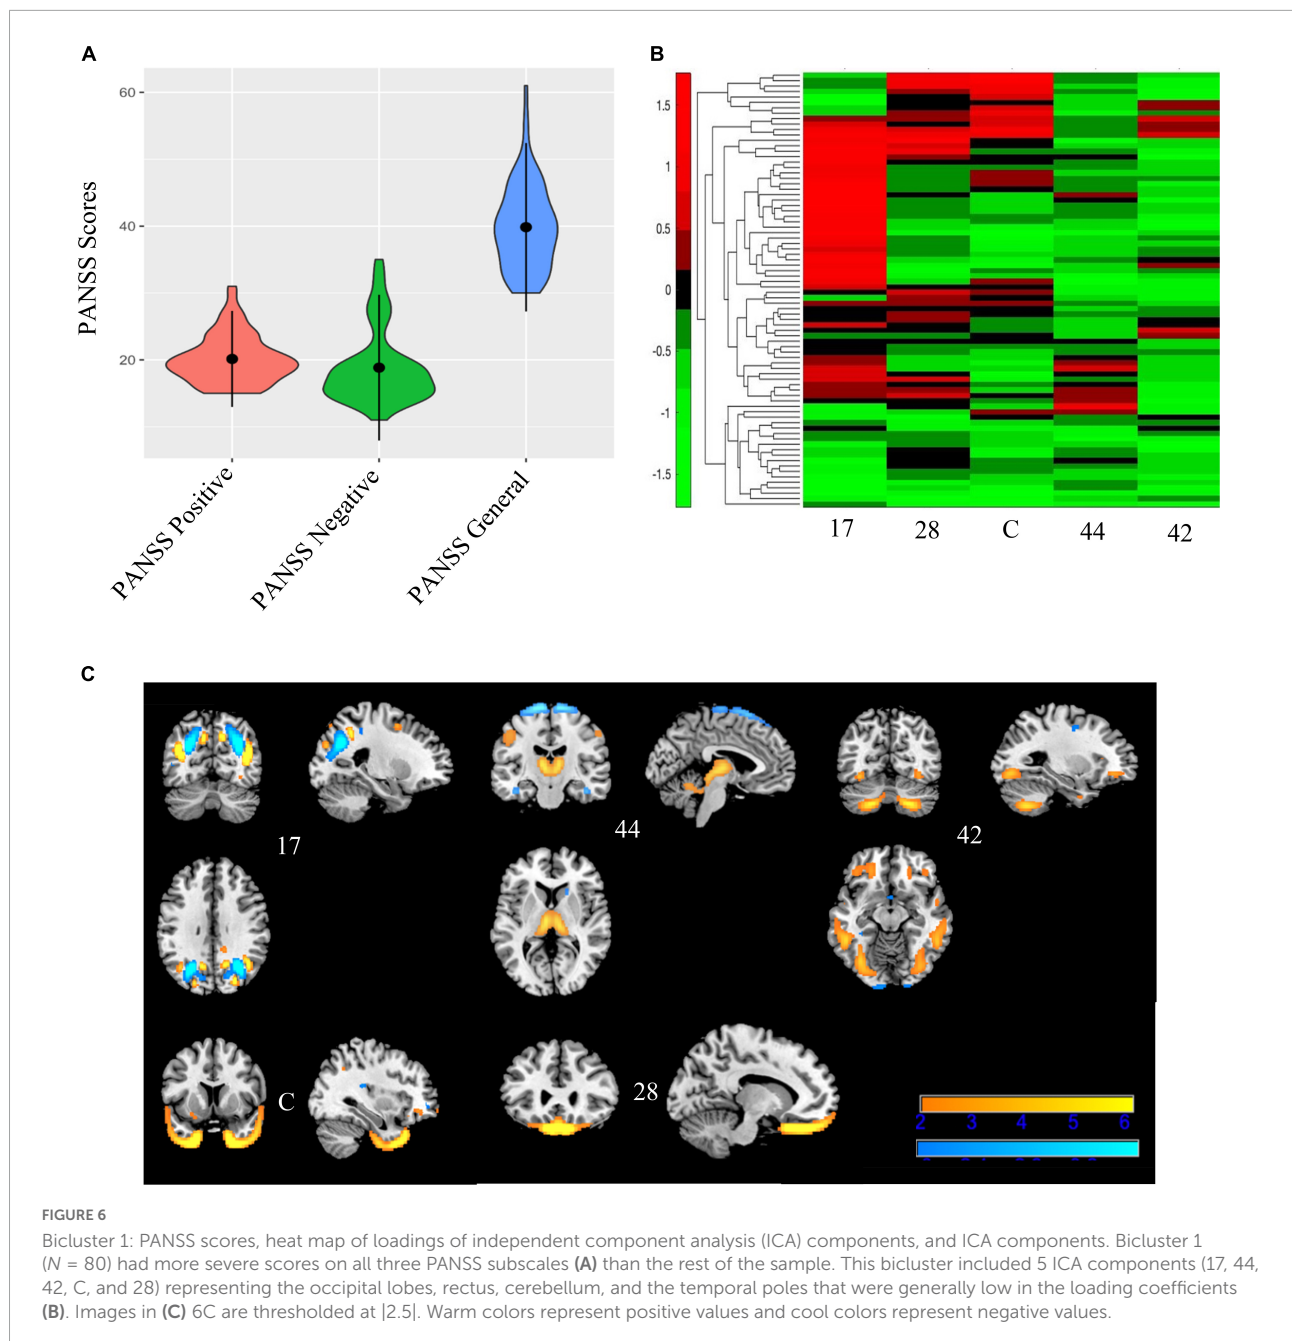 A
PANSS Scores
60
40
20
PANSS Positive
PANSS Negative
PANSS General
B
1.5
1
0.5
0
-0.5
-1
-1.5
17
28
C
44
42
C
17
44
42
C
28
2 3 4 5 6
FIGURE 6
Bicluster 1: PANSS scores, heat map of loadings of independent component analysis (ICA) components, and ICA components. Bicluster 1
(N = 80) had more severe scores on all three PANSS subscales (A) than the rest of the sample. This bicluster included 5 ICA components (17, 44,
42, C, and 28) representing the occipital lobes, rectus, cerebellum, and the temporal poles that were generally low in the loading coefficients
(B). Images in (C) 6C are thresholded at |2.5|. Warm colors represent positive values and cool colors represent negative values.